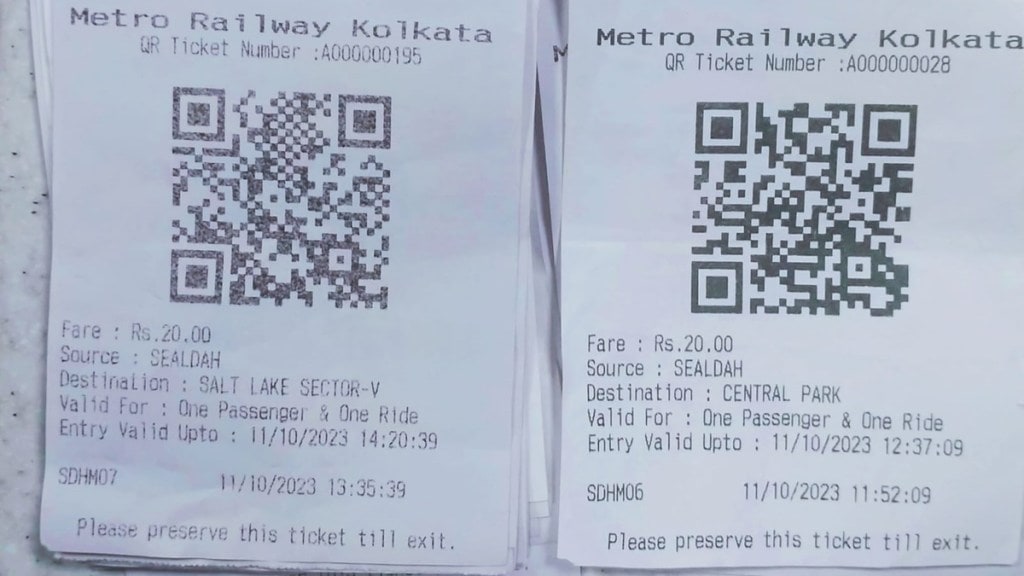 Metro Railway Kolkata
QR Ticket Number :A000000195
Fare : Rs.20.00
Source : SEALDAH
Destination : SALT LAKE SECTOR-V
Valid For : One Passenger & One Ride
Entry Valid Upto : 11/10/2023 14:20:39
SDHM07 11/10/2023 13:35:39
Please preserve this ticket till exit.
M
Metro Railway Kolkata
QR Ticket Number :A000000028
Fare : Rs.20.00
Source : SEALDAH
Destination : CENTRAL PARK
Valid For : One Passenger & One Ride
Entry Valid Upto : 11/10/2023 12:37:09
SDHM06 11/10/2023 11:52:09
Please preserve this ticket till exit.